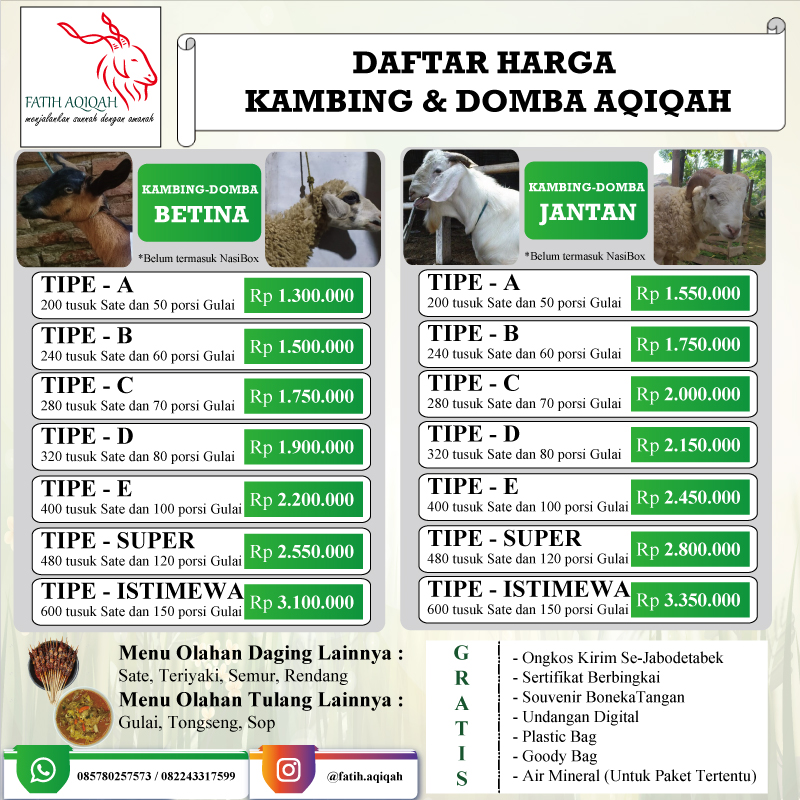 FATIH AQIQAH
menjalankan sunnah dengan amanah
DAFTAR HARGA
KAMBING & DOMBA AQIQAH
KAMBING-DOMBA
BETINA
*Belum termasuk NasiBox
TIPE - A
200 tusuk Sate dan 50 porsi Gulai
Rp 1.300.000
TIPE - B
240 tusuk Sate dan 60 porsi Gulai
Rp 1.500.000
TIPE - C
280 tusuk Sate dan 70 porsi Gulai
Rp 1.750.000
TIPE - D
320 tusuk Sate dan 80 porsi Gulai
Rp 1.900.000
TIPE - E
400 tusuk Sate dan 100 porsi Gulai
Rp 2.200.000
TIPE - SUPER
480 tusuk Sate dan 120 porsi Gulai
Rp 2.550.000
TIPE - ISTIMEWA
600 tusuk Sate dan 150 porsi Gulai
Rp 3.100.000
KAMBING-DOMBA
JANTAN
*Belum termasuk NasiBox
TIPE - A
200 tusuk Sate dan 50 porsi Gulai
Rp 1.550.000
TIPE - B
240 tusuk Sate dan 60 porsi Gulai
Rp 1.750.000
TIPE - C
280 tusuk Sate dan 70 porsi Gulai
Rp 2.000.000
TIPE - D
320 tusuk Sate dan 80 porsi Gulai
Rp 2.150.000
TIPE - E
400 tusuk Sate dan 100 porsi Gulai
Rp 2.450.000
TIPE - SUPER
480 tusuk Sate dan 120 porsi Gulai
Rp 2.800.000
TIPE - ISTIMEWA
600 tusuk Sate dan 150 porsi Gulai
Rp 3.350.000
Menu Olahan Daging Lainnya :
Sate, Teriyaki, Semur, Rendang
Menu Olahan Tulang Lainnya :
Gulai, Tongseng, Sop
085780257573 / 082243317599
@fatih.aqiqah
GRATIS
- Ongkos Kirim Se-Jabodetabek
- Sertifikat Berbingkai
- Souvenir BonekaTangan
- Undangan Digital
- Plastic Bag
- Goody Bag
- Air Mineral (Untuk Paket Tertentu)